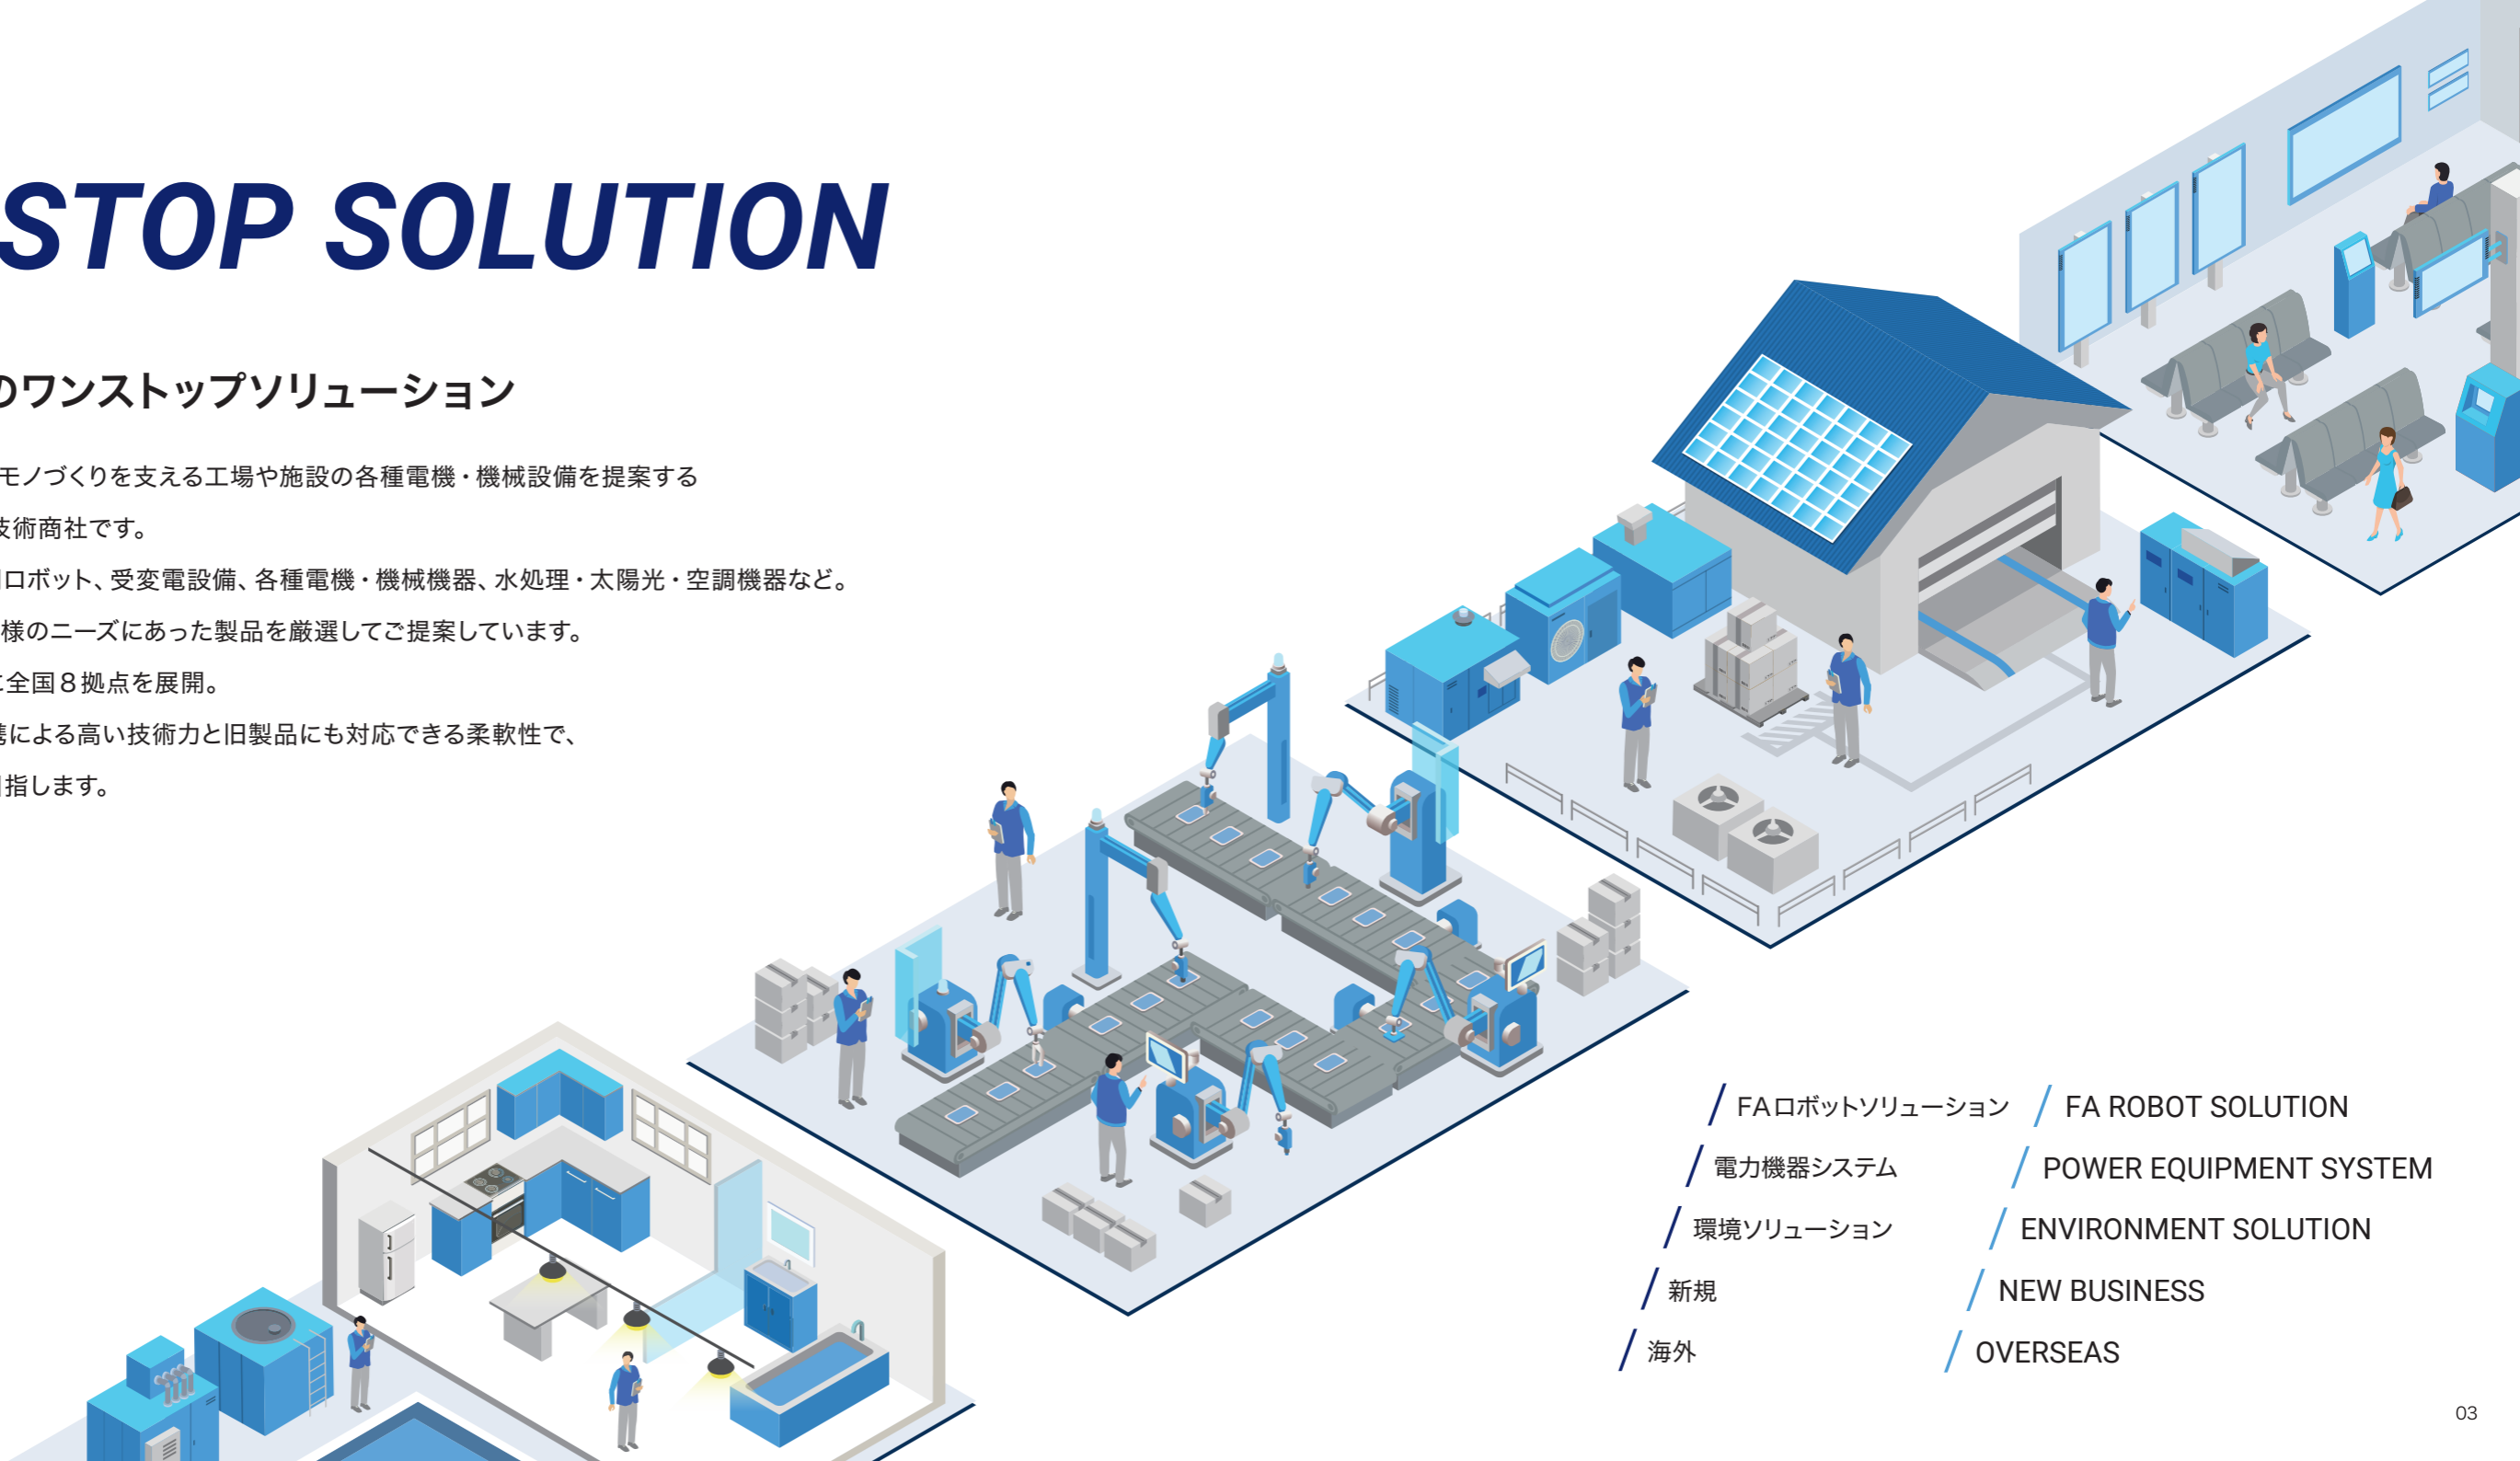 STOP SOLUTION
のワンストップソリューション
モノづくりを支える工場や施設の各種電機・機械設備を提案する
技術商社です。
ロボット、受変電設備、各種電機・機械機器、水処理・太陽光・空調機器など。
様のニーズにあった製品を厳選してご提案しています。
全国8拠点を展開。
による高い技術力と旧製品にも対応できる柔軟性で、
指します。
FAロボットソリューション FA ROBOT SOLUTION
電力機器システム POWER EQUIPMENT SYSTEM
環境ソリューション ENVIRONMENT SOLUTION
新規 NEW BUSINESS
海外 OVERSEAS
03